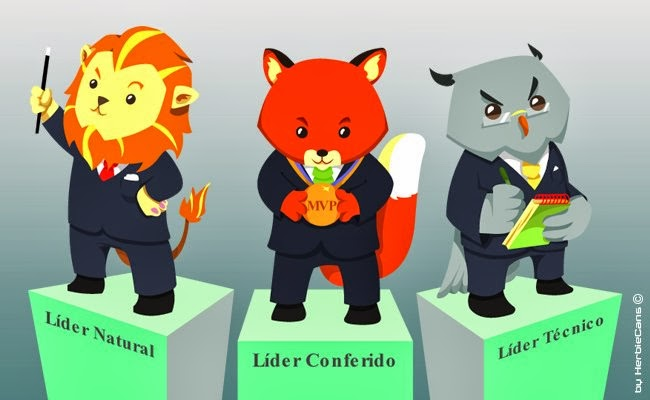 MVP
Líder Natural
Líder Conferido
Líder Técnico
by HerbieCans ©